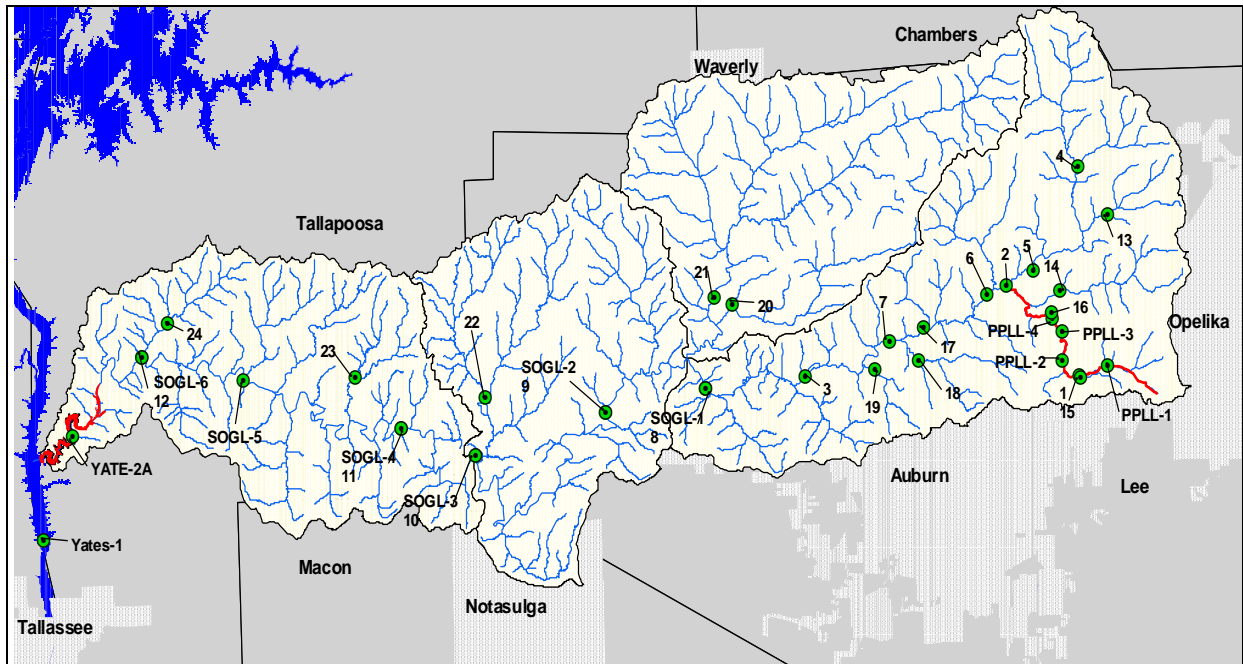 Chambers
Waverly
4
Tallapoosa
13
5
2
14
6
21
20
16
7
22
PPLL-4
PPLL-3
Opelika
24
17
23
SOGL-2
9
PPLL-2
18
SOGL-6
12
3
19
1
15
PPLL-1
SOGL-1
8
SOGL-5
SOGL-4
11
YATE-2A
SOGL-3
10
Auburn
Lee
Yates-1
Macon
Notasulga
Tallassee